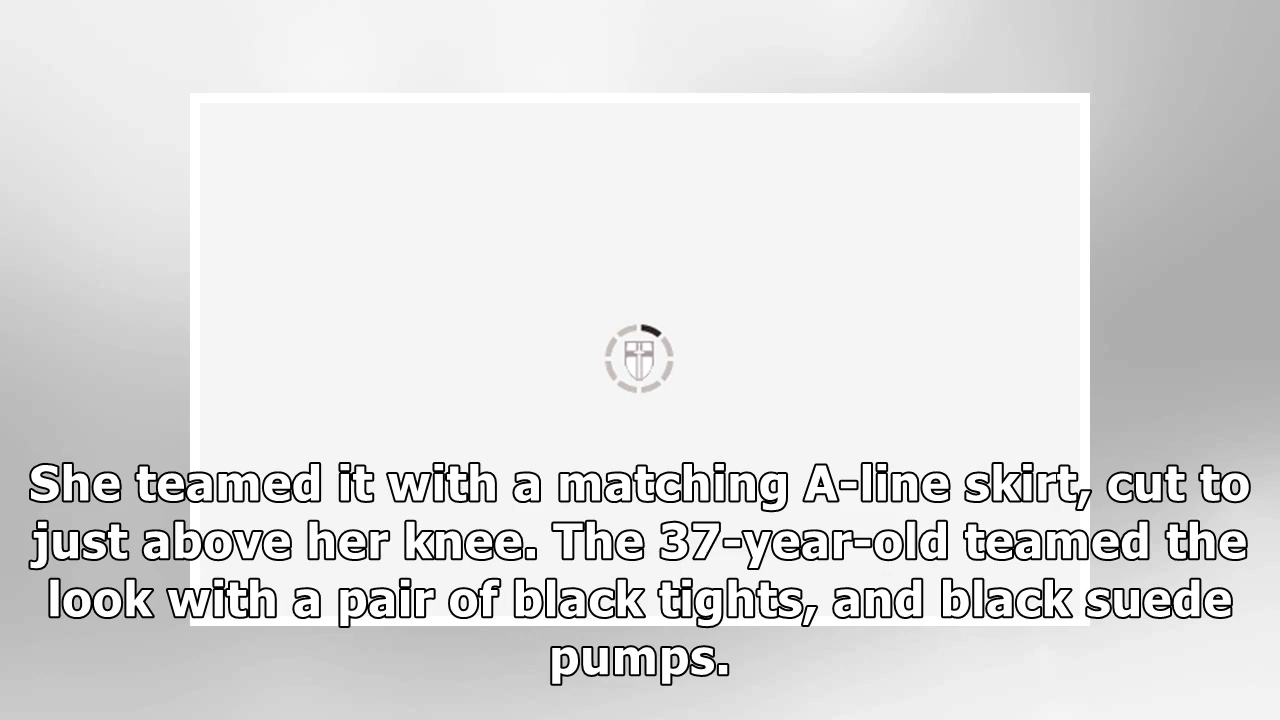 She teamed it with a matching A-line skirt, cut to
just above her knee. The 37-year-old teamed the
look with a pair of black tights, and black suede
pumps.